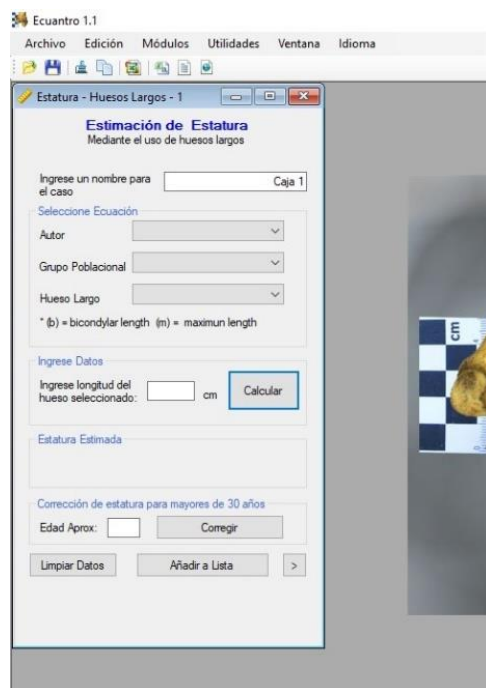 Ecuantro 1.1
Archivo Edición Módulos Utilidades Ventana Idioma
Estatura - Huesos Largos - 1
Estimación de Estatura
Mediante el uso de huesos largos
Ingrese un nombre para
el caso
Caja 1
Seleccione Ecuación
Autor
Grupo Poblacional
Hueso Largo
* (b) = bicondylar length (m) = maximun length
Ingrese Datos
Ingrese longitud del
hueso seleccionado:
cm
Calcular
Estatura Estimada
Corrección de estatura para mayores de 30 años
Edad Aprox:
Corregir
Limpiar Datos
Añadir a Lista
>
cm